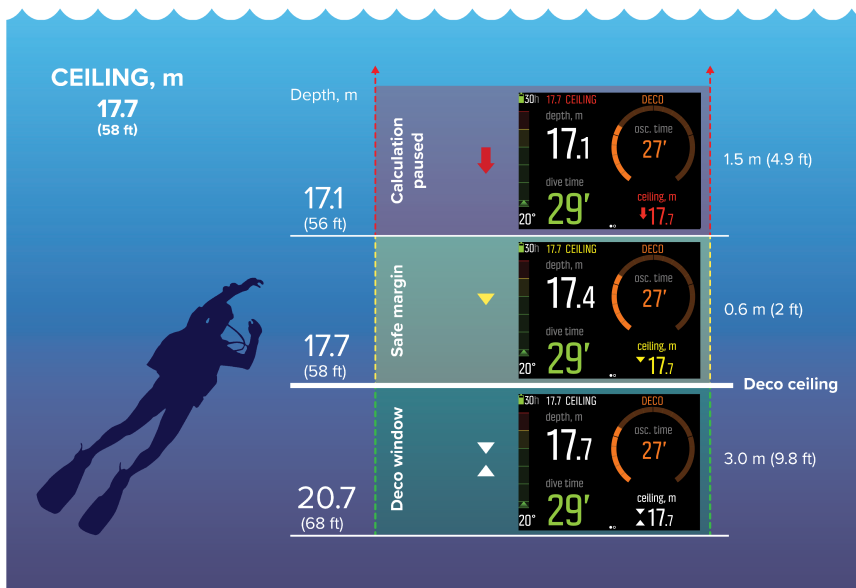 CEILING, m
17.7
(58 ft)
Depth, m
17.1
(56 ft)
17.7
(58 ft)
20.7
(68 ft)
Calculation
paused
30h 17.7 CEILING DECO
depth, m
17.1
asc. time
27'
dive time
29'
ceiling, m
17.7
20°
1.5 m (4.9 ft)
Safe margin
30h 17.7 CEILING DECO
depth, m
17.4
asc. time
27'
dive time
29'
ceiling, m
17.7
20°
0.6 m (2 ft)
Deco ceiling
Deco window
30h 17.7 CEILING DECO
depth, m
17.7
asc. time
27'
dive time
29'
ceiling, m
17.7
20°
3.0 m (9.8 ft)